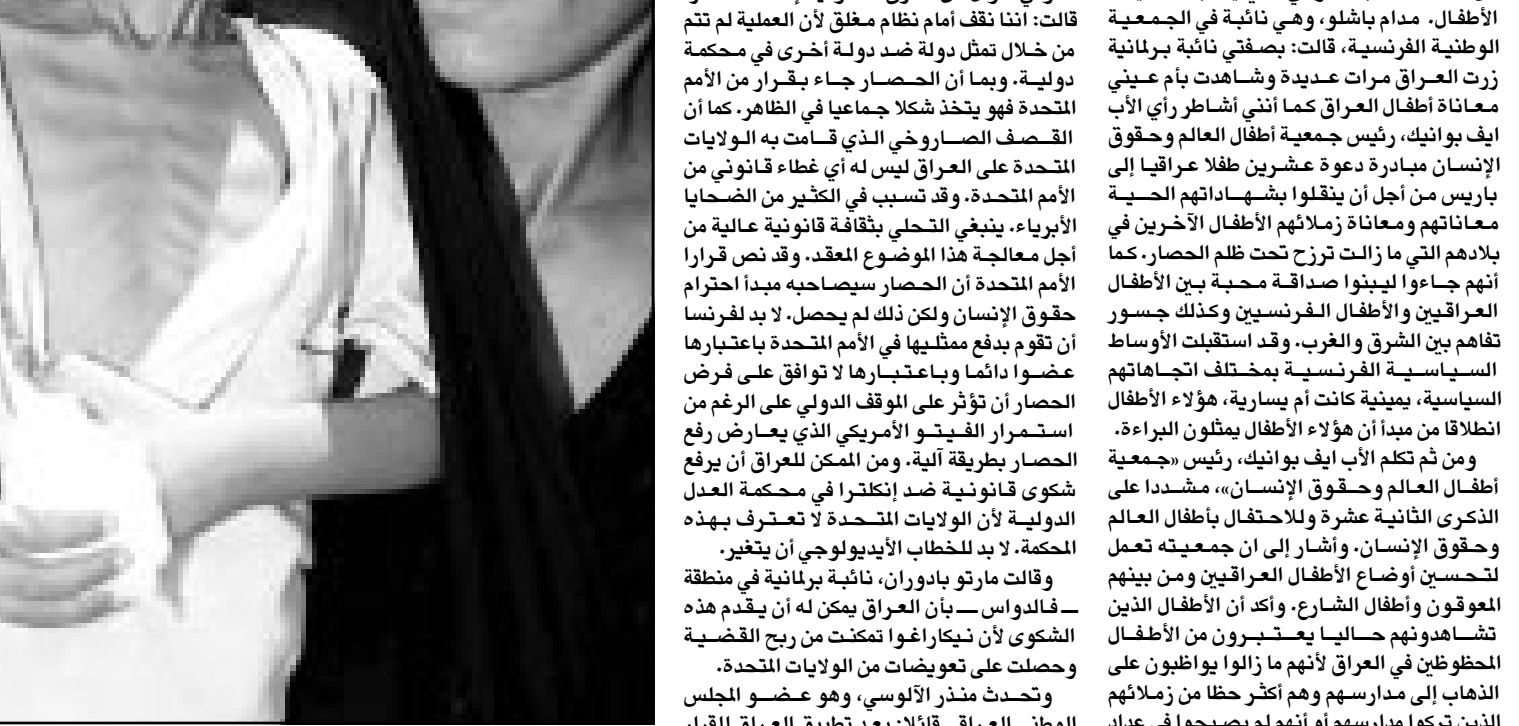 الأطفال. مدام باشلو، وهي نائبة في الجمعية
الوطنية الفرنسية، قالت: بصفتي نائبة برلمانية
زرت العراق مرات عديدة وشاهدت بأم عيني
معاناة أطفال العراق كما أنني أشاطر رأي الأب
ايف بوانيك، رئيس جمعية أطفال العالم وحقوق
الإنسان مبادرة دعوة عشرين طفلا عراقيا إلى
باريس من أجل أن ينقلوا بشهاداتهم الحية
معاناتهم ومعاناة زملائهم الأطفال الآخرين في
بلادهم التي ما زالت ترزح تحت ظلم الحصار. كما
أنهم جاءوا ليبنوا صداقة محبة بين الأطفال
العراقيين والأطفال الفرنسيين وكذلك جسور
تفاهم بين الشرق والغرب. وقد استقبلت الأوساط
السياسية الفرنسية بمختلف اتجاهاتهم
السياسية، يمينية كانت أم يسارية، هؤلاء الأطفال
انطلاقا من مبدأ أن هؤلاء الأطفال يمثلون البراءة.
ومن ثم تكلم الأب ايف بوانيك، رئيس «جمعية
أطفال العالم وحقوق الإنسان»، مشددا على
الذكرى الثانية عشرة وللاحتفال بأطفال العالم
وحقوق الإنسان. وأشار إلى ان جمعيته تعمل
لتحسين أوضاع الأطفال العراقيين ومن بينهم
المعوقون وأطفال الشارع. وأكد أن الأطفال الذين
تشاهدونهم حاليا يعتبرون من الأطفال
المحظوظين في العراق لأنهم ما زالوا يواظبون على
الذهاب إلى مدارسهم وهم أكثر حظا من زملائهم
الذين تركوا مدارسهم أو أنهم لم يصبحوا في عداد
قالت: اننا نقف أمام نظام مغلق لأن العملية لم تتم
من خلال تمثل دولة ضد دولة أخرى في محكمة
دولية. وبما أن الحصار جاء بقرار من الأمم
المتحدة فهو يتخذ شكلا جماعيا في الظاهر. كما أن
القصف الصاروخي الذي قامت به الولايات
المتحدة على العراق ليس له أي غطاء قانوني من
الأمم المتحدة. وقد تسبب في الكثير من الضحايا
الأبرياء. ينبغي التحلي بثقافة قانونية عالية من
أجل معالجة هذا الموضوع المعقد. وقد نص قرارا
الأمم المتحدة أن الحصار سيصاحبه مبدأ احترام
حقوق الإنسان ولكن ذلك لم يحصل. لا بد لفرنسا
أن تقوم بدفع ممثليها في الأمم المتحدة باعتبارها
عضوا دائما وباعتبارها لا توافق على فرض
الحصار أن تؤثر على الموقف الدولي على الرغم من
استمرار الفيتو الأمريكي الذي يعارض رفع
الحصار بطريقة آلية. ومن الممكن للعراق أن يرفع
شكوى قانونية ضد إنكلترا في محكمة العدل
الدولية لأن الولايات المتحدة لا تعترف بهذه
المحكمة. لا بد للخطاب الأيديولوجي أن يتغير.
وقالت مارتو بادوران، نائبة برلمانية في منطقة
ــ فالدواس ــ بأن العراق يمكن له أن يقدم هذه
الشكوى لأن نيكاراغوا تمكنت من ربح القضية
وحصلت على تعويضات من الولايات المتحدة.
وتحدث منذر الآلوسي، وهو عضو المجلس
الوطني العراقي قائلا: بعد تطبيق العراق للقرار